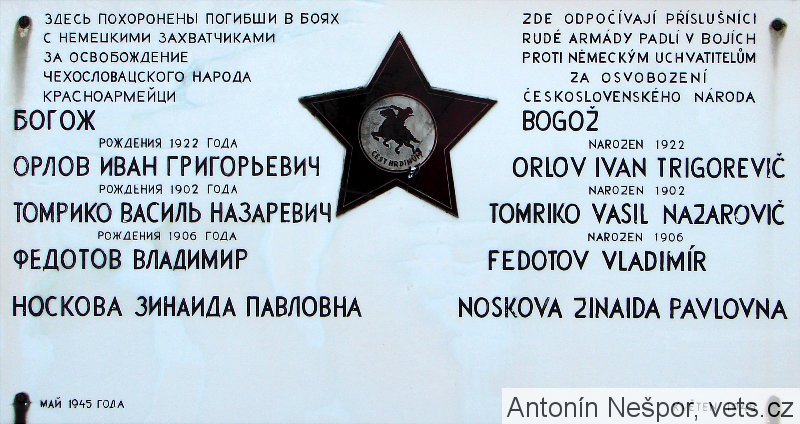 ЗДЕСЬ ПОХОРОНЕНЫ ПОГИБШИ В БОЯХ
С НЕМЕЦКИМИ ЗАХВАТЧИКАМИ
ЗА ОСВОБОЖДЕНИЕ
ЧЕХОСЛОВАЦСКОГО НАРОДА
КРАСНОАРМЕЙЦИ
БОГОЖ
РОЖДЕНИЯ 1922 ГОДА
ОРЛОВ ИВАН ГРИГОРЬЕВИЧ
РОЖДЕНИЯ 1902 ГОДА
ТОМРИКО ВАСИЛЬ НАЗАРЕВИЧ
РОЖДЕНИЯ 1906 ГОДА
ФЕДОТОВ ВЛАДИМИР
НОСКОВА ЗИНАИДА ПАВЛОВНА
МАЙ 1945 ГОДА
ČEST HRDINŮM
ZDE ODPOČÍVAJÍ PŘÍSLUŠNÍCI
RUDÉ ARMÁDY PADLÍ V BOJÍCH
PROTI NĚMECKÝM UCHVATITELŮM
ZA OSVOBOZENÍ
ČESKOSLOVENSKÉHO NÁRODA
BOGOŽ
NAROZEN 1922
ORLOV IVAN TRIGOREVIČ
NAROZEN 1902
TOMRIKO VASIL NAZAROVIČ
NAROZEN 1906
FEDOTOV VLADIMÍR
NOSKOVA ZINAIDA PAVLOVNA
Antonín Nešpor, vets.cz